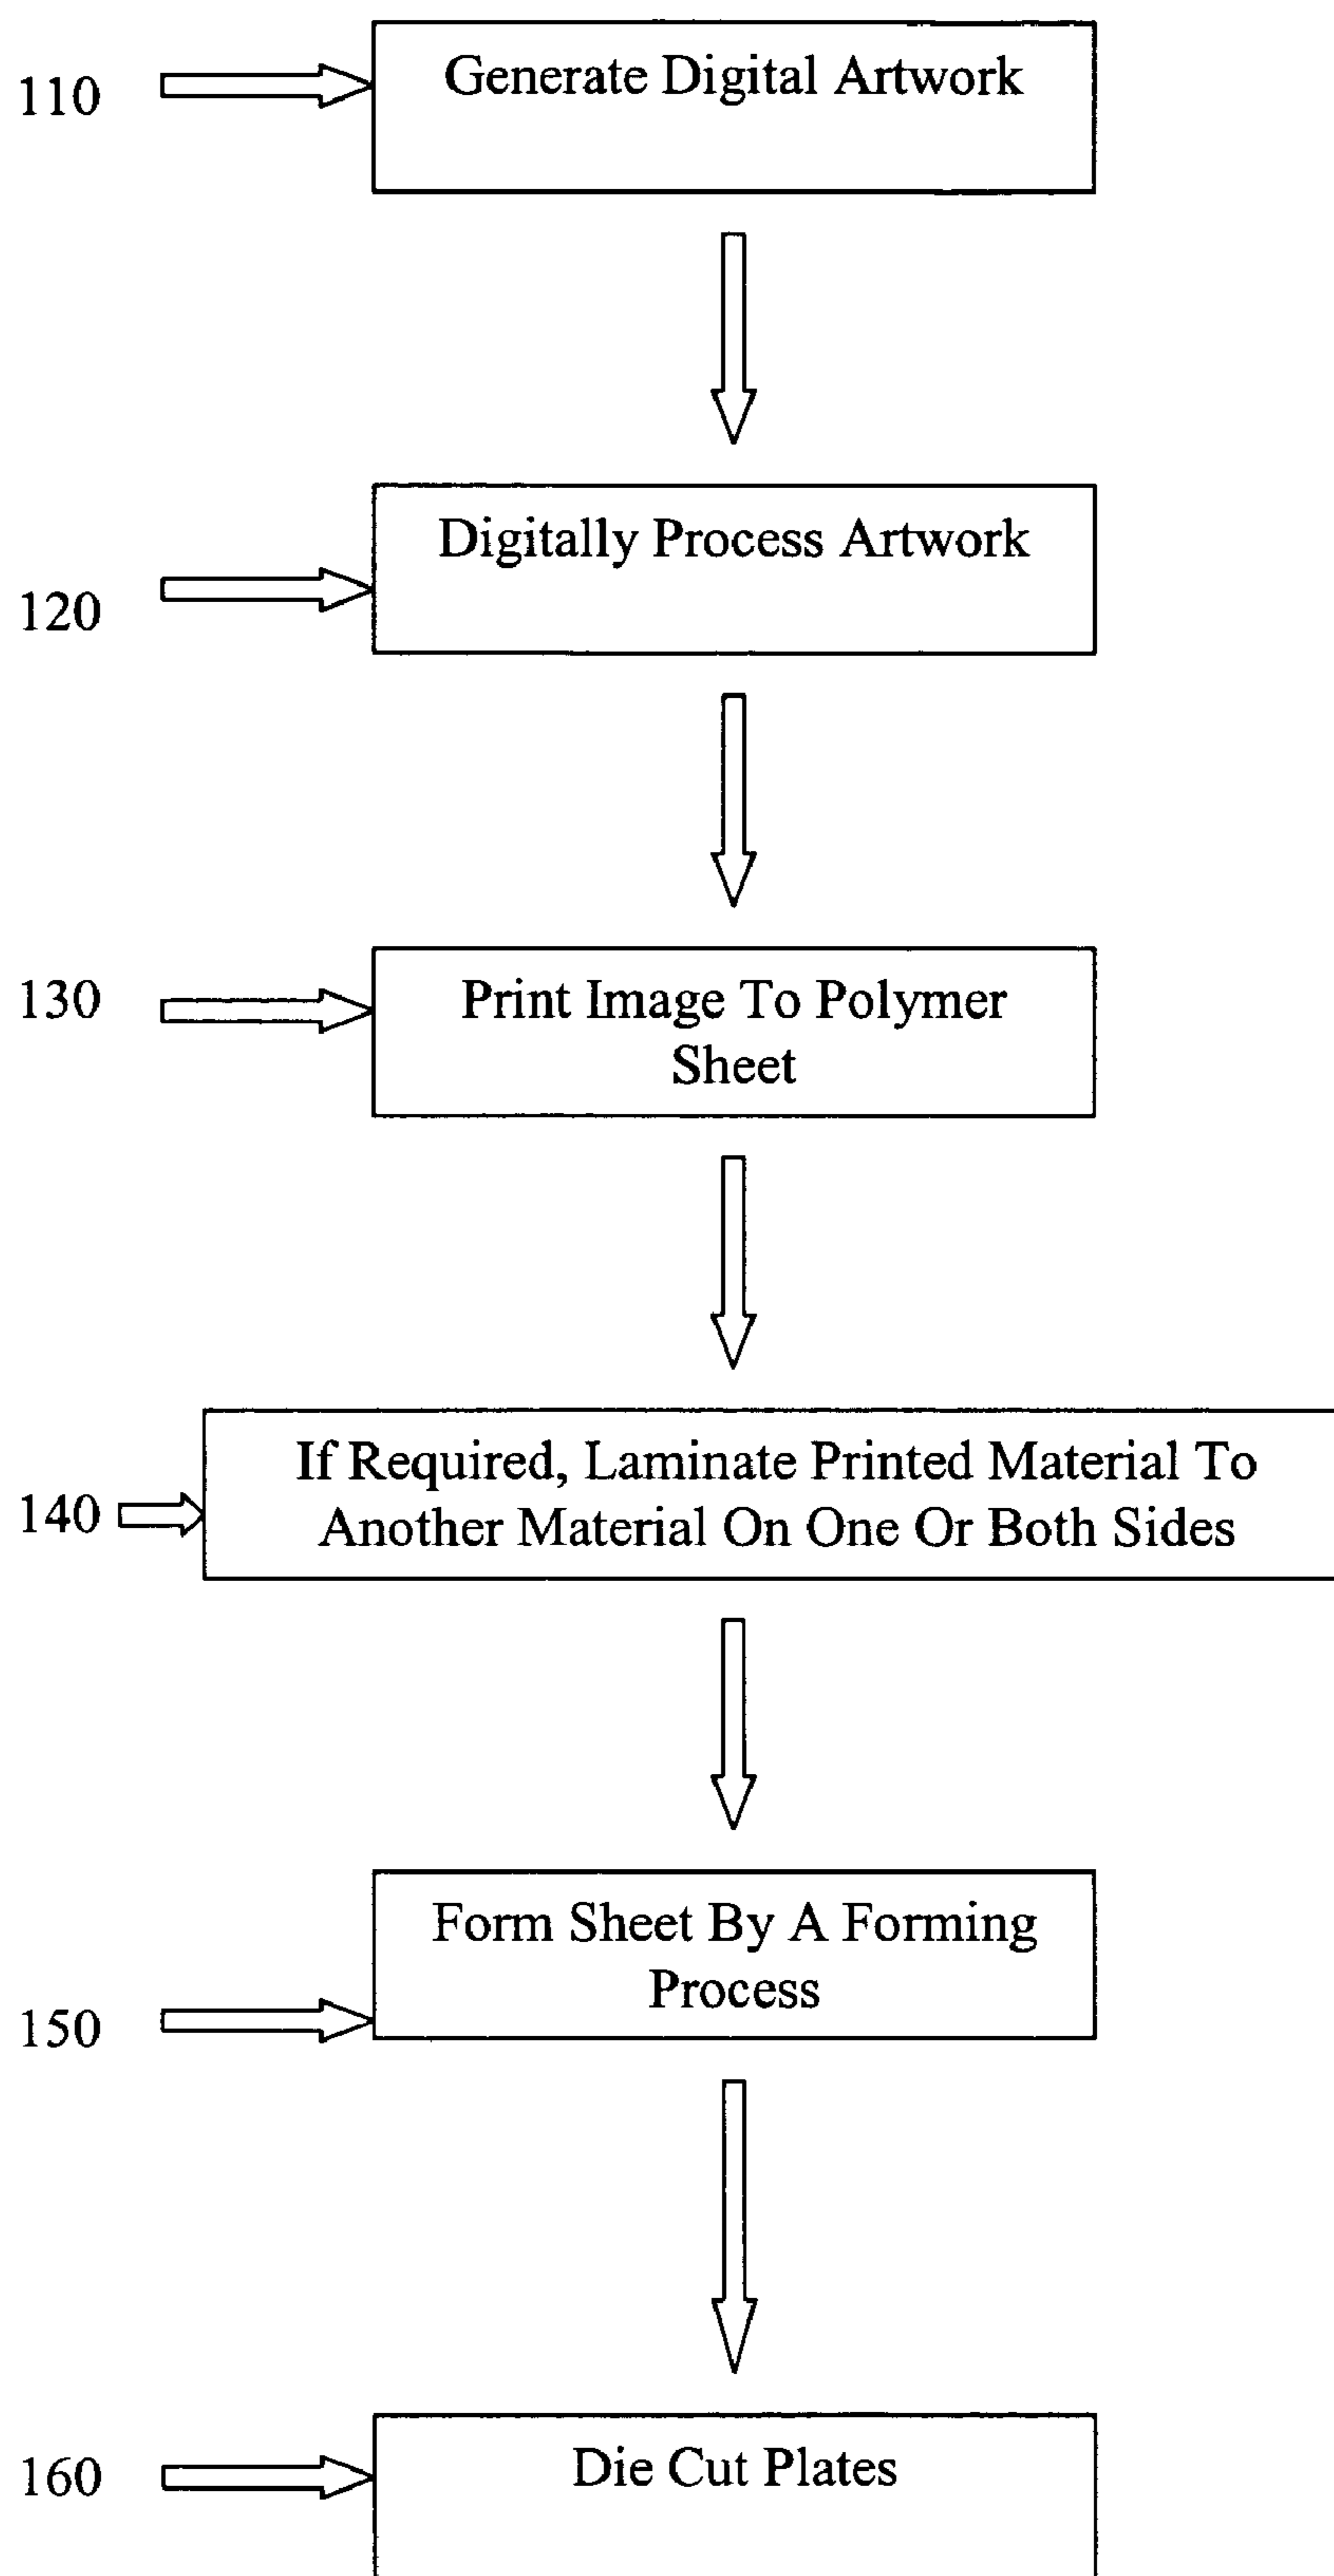 110
Generate Digital Artwork
120
Digitally Process Artwork
130
Print Image To Polymer
Sheet
140
If Required, Laminate Printed Material To
Another Material On One Or Both Sides
150
Form Sheet By A Forming
Process
160
Die Cut Plates